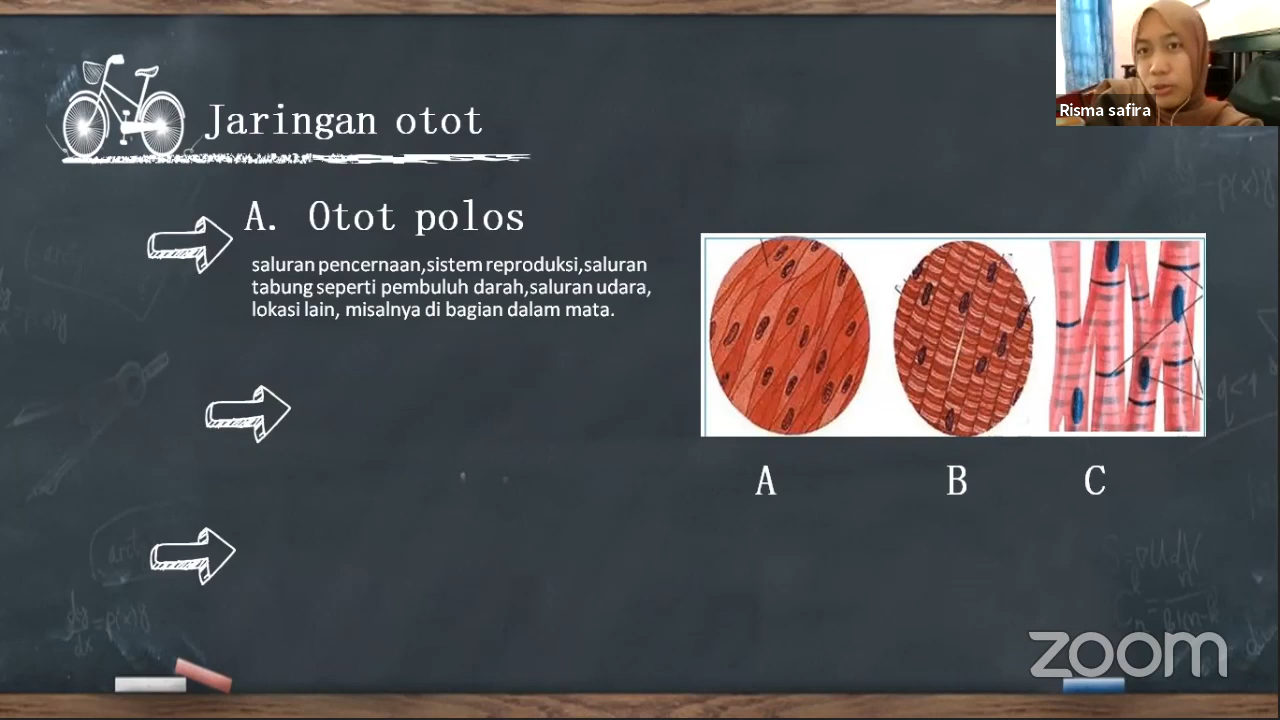 Jaringan otot
A. Otot polos
saluran pencernaan,sistem reproduksi,saluran
tabung seperti pembuluh darah,saluran udara,
lokasi lain, misalnya di bagian dalam mata.
A B C
Risma safira
zoom